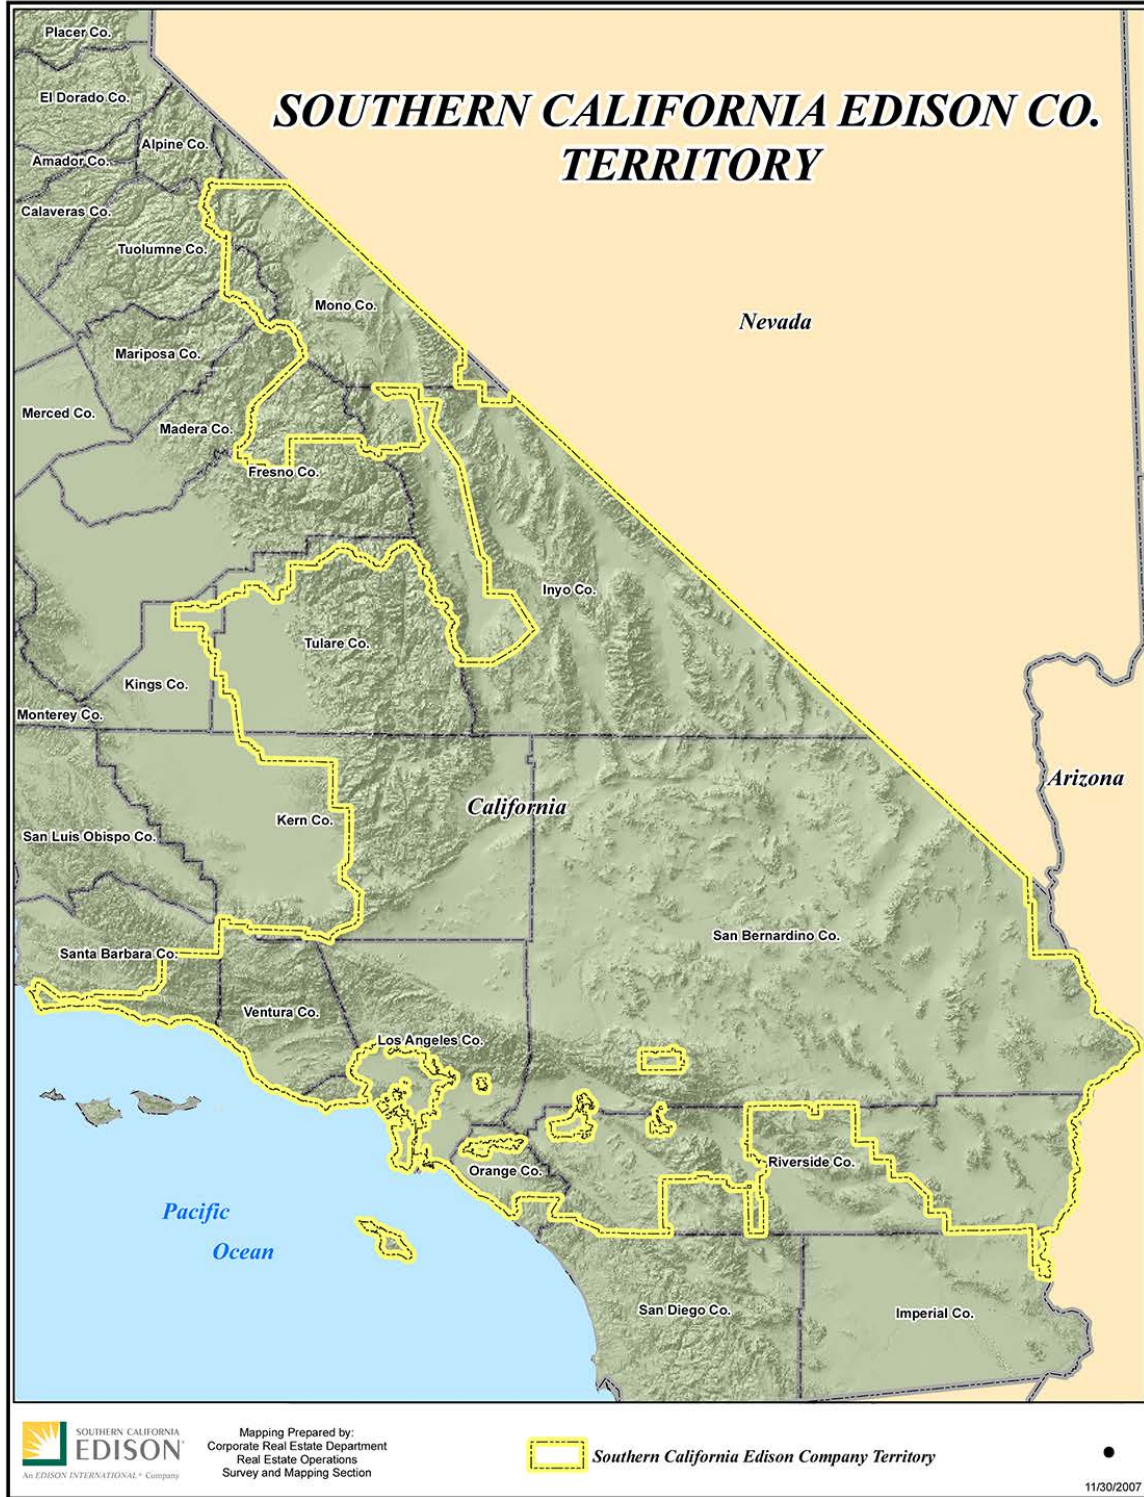 SOUTHERN CALIFORNIA EDISON CO.
TERRITORY
Placer Co.
El Dorado Co.
Alpine Co.
Amador Co.
Calaveras Co.
Tuolumne Co.
Mono Co.
Nevada
Mariposa Co.
Merced Co.
Madera Co.
Fresno Co.
Inyo Co.
Tulare Co.
Kings Co.
Monterey Co.
Arizona
California
Kern Co.
San Luis Obispo Co.
San Bernardino Co.
Santa Barbara Co.
Ventura Co.
Los Angeles Co.
Riverside Co.
Orange Co.
Pacific
Ocean
San Diego Co.
Imperial Co.
SOUTHERN CALIFORNIA
EDISON
An EDISON INTERNATIONAL® Company
Mapping Prepared by:
Corporate Real Estate Department
Real Estate Operations
Survey and Mapping Section
Southern California Edison Company Territory
11/30/2007